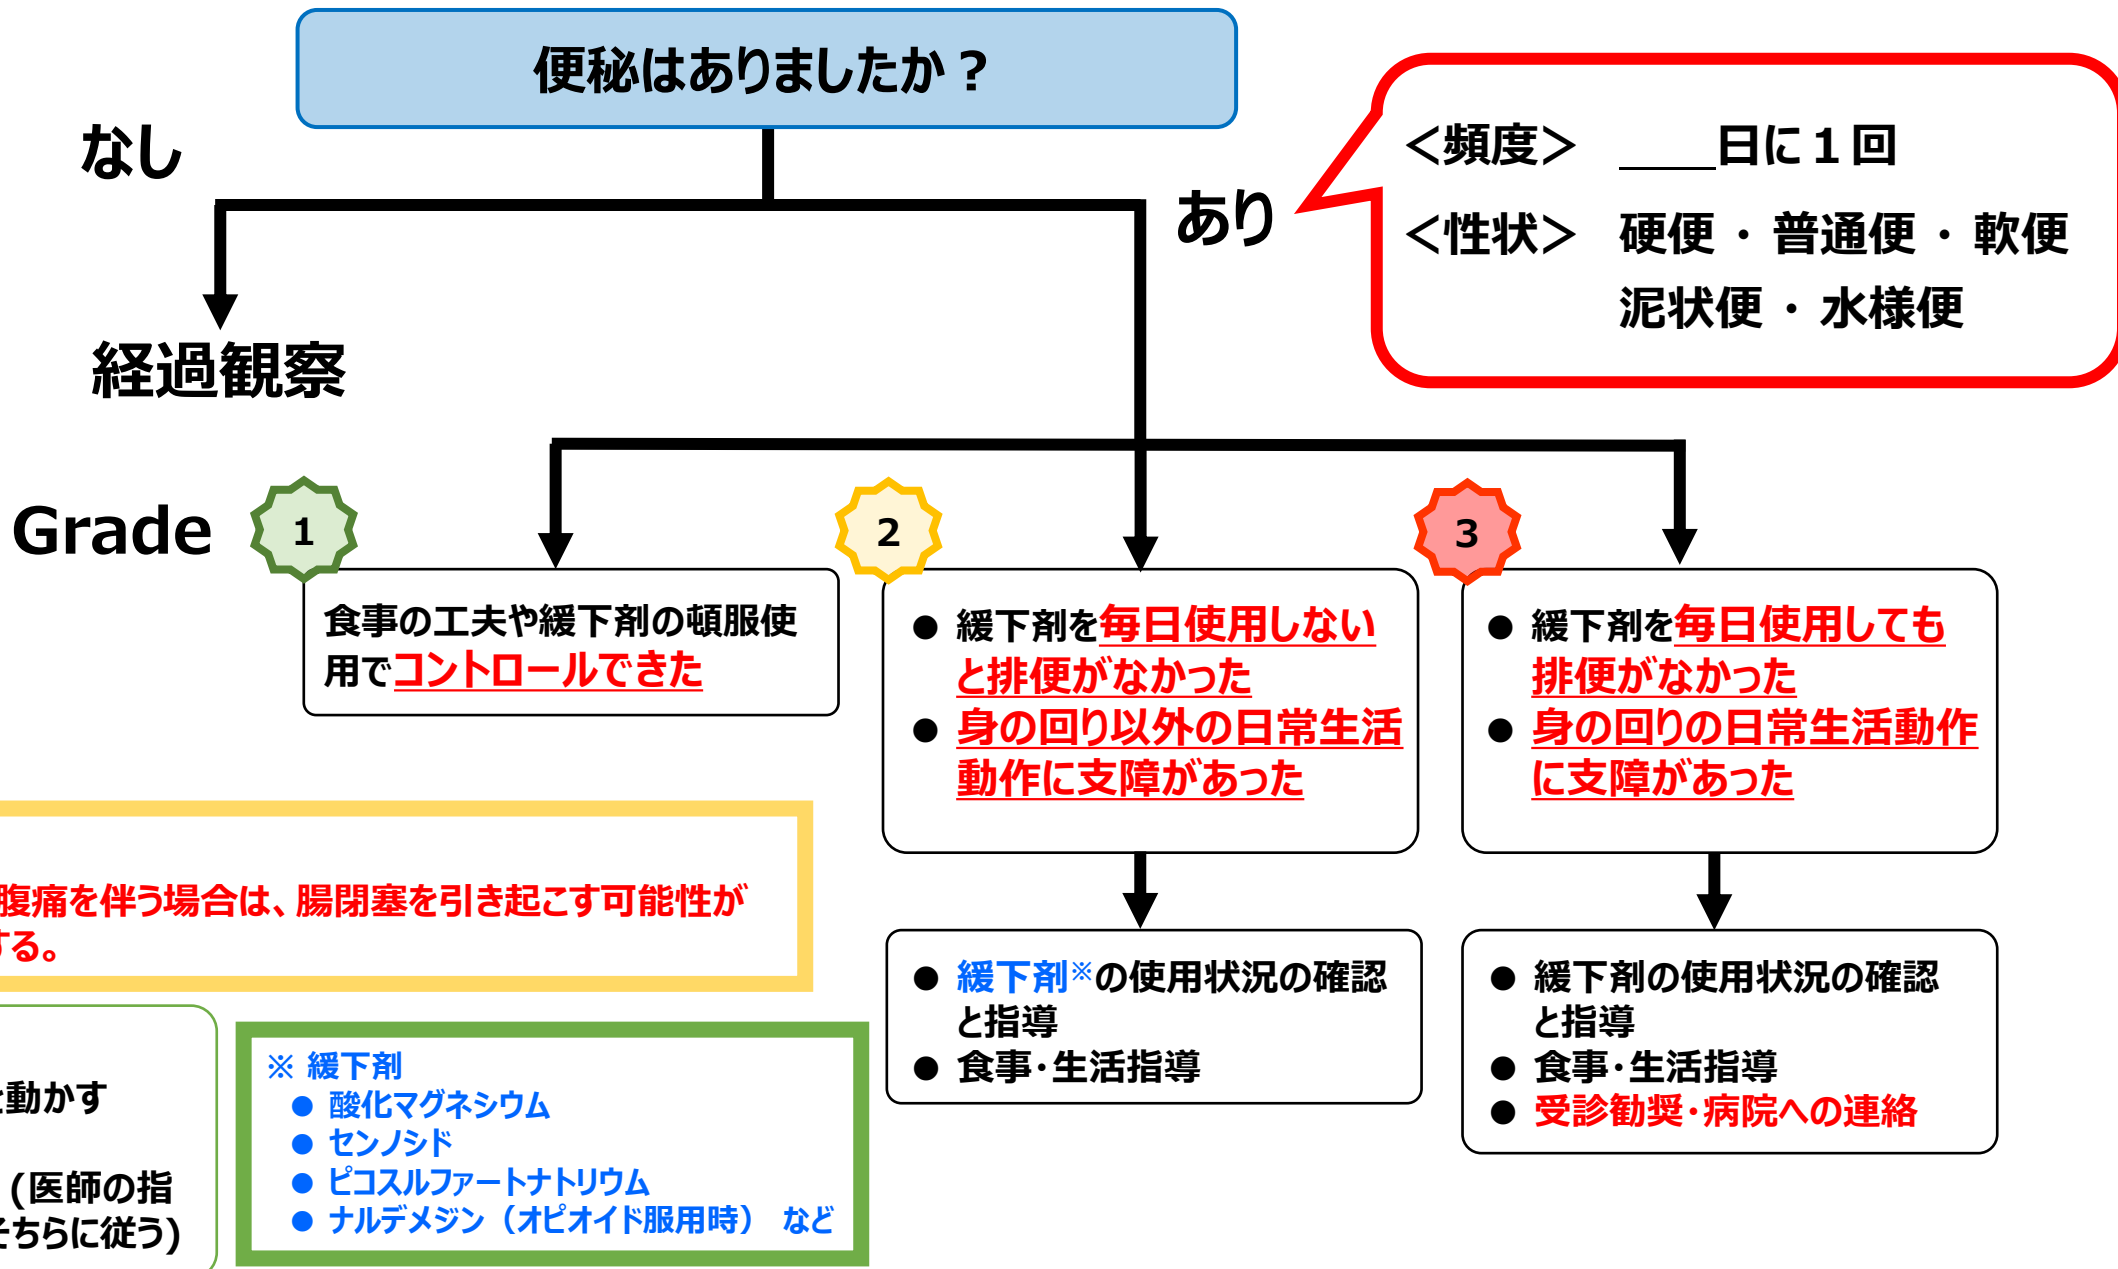 便秘はありましたか？
なし
あり
＜頻度＞ ____日に１回
＜性状＞ 硬便 ・ 普通便 ・ 軟便
泥状便 ・ 水様便
経過観察
Grade
1
2
3
食事の工夫や緩下剤の頓服使
用でコントロールできた
● 緩下剤を毎日使用しない
と排便がなかった
● 身の回り以外の日常生活
動作に支障があった
● 緩下剤を毎日使用しても
排便がなかった
● 身の回りの日常生活動作
に支障があった
腹痛を伴う場合は、腸閉塞を引き起こす可能性が
する。
● 緩下剤※の使用状況の確認
と指導
● 食事・生活指導
● 緩下剤の使用状況の確認
と指導
● 食事・生活指導
● 受診勧奨・病院への連絡
動かす
(医師の指
そちらに従う)
※ 緩下剤
● 酸化マグネシウム
● センノシド
● ピコスルファートナトリウム
● ナルデメジン（オピオイド服用時） など